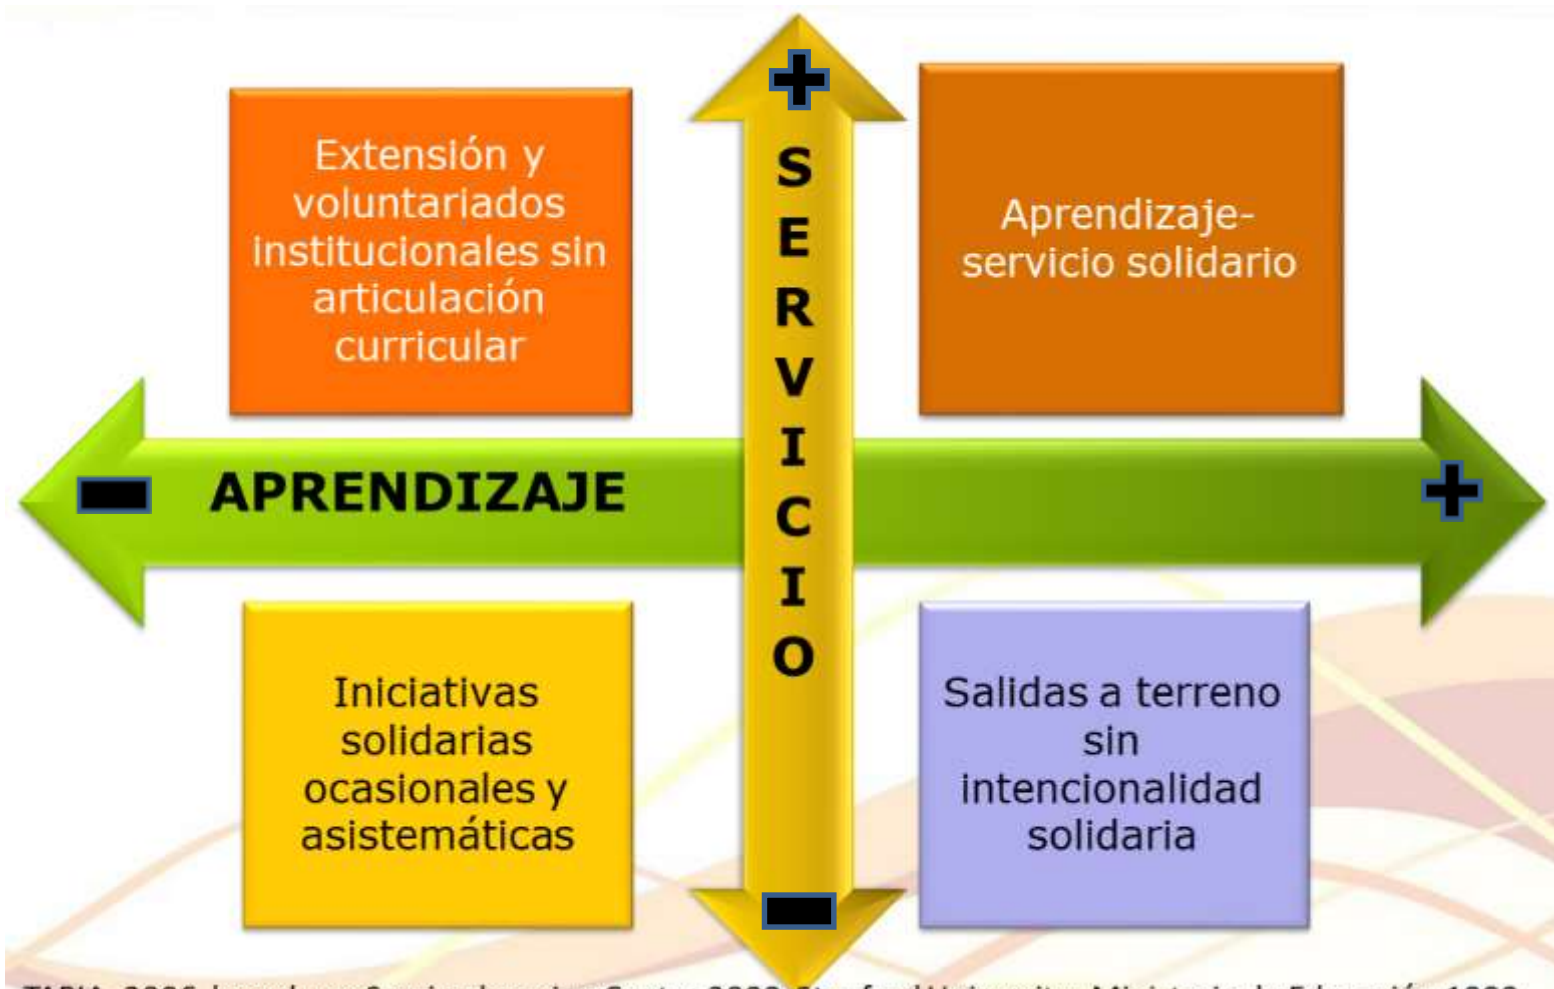 Extensión y
voluntariados
institucionales sin
articulación
curricular
Aprendizaje-
servicio solidario
SERVICIO
APRENDIZAJE
Iniciativas
solidarias
ocasionales y
asistemáticas
Salidas a terreno
sin
intencionalidad
solidaria